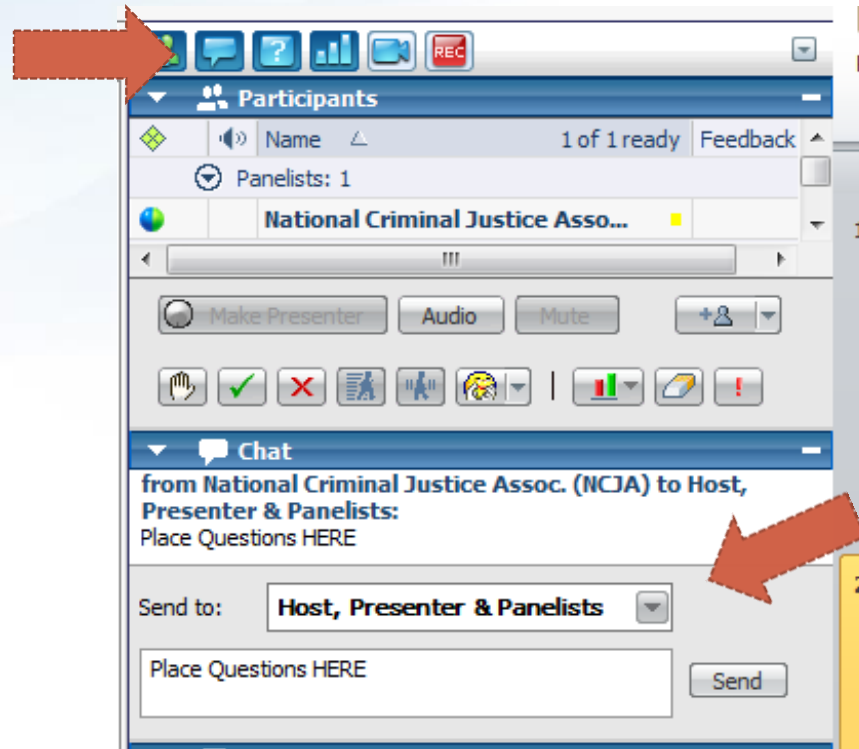 REC
Participants
Name 1 of 1 ready Feedback
Panelists: 1
National Criminal Justice Asso...
Make Presenter Audio Mute
Chat
from National Criminal Justice Assoc. (NCJA) to Host,
Presenter & Panelists:
Place Questions HERE
Send to: Host, Presenter & Panelists
Place Questions HERE
Send